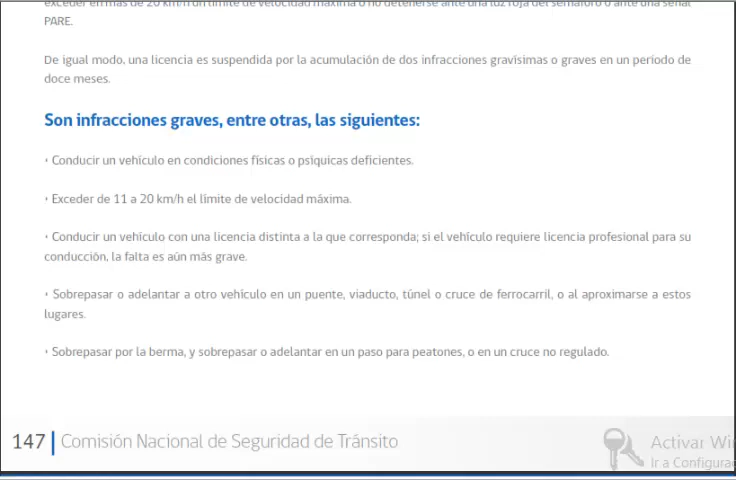 exceder en más de 20 km/h un límite de velocidad máxima o no detenerse ante una luz roja del semáforo o ante una señal
PARE.
De igual modo, una licencia es suspendida por la acumulación de dos infracciones gravísimas o graves en un período de
doce meses.
Son infracciones graves, entre otras, las siguientes:
• Conducir un vehículo en condiciones físicas o psíquicas deficientes.
• Exceder de 11 a 20 km/h el límite de velocidad máxima.
• Conducir un vehículo con una licencia distinta a la que corresponda; si el vehículo requiere licencia profesional para su
conducción, la falta es aún más grave.
• Sobrepasar o adelantar a otro vehículo en un puente, viaducto, túnel o cruce de ferrocarril, o al aproximarse a estos
lugares.
• Sobrepasar por la berma, y sobrepasar o adelantar en un paso para peatones, o en un cruce no regulado.
147 | Comisión Nacional de Seguridad de Tránsito
Activar Win
Ir a Configurac